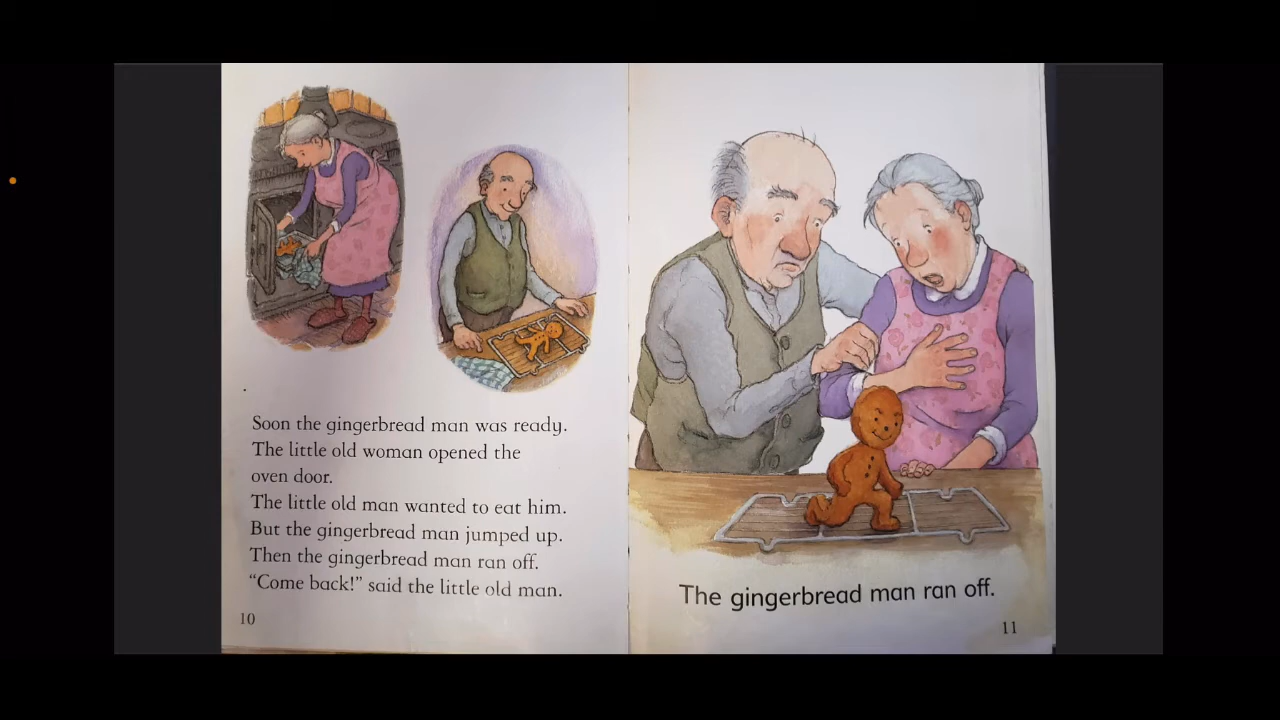 Soon the gingerbread man was ready.
The little old woman opened the
oven door.
The little old man wanted to eat him.
But the gingerbread man jumped up.
Then the gingerbread man ran off.
“Come back!” said the little old man.
10
The gingerbread man ran off.
11